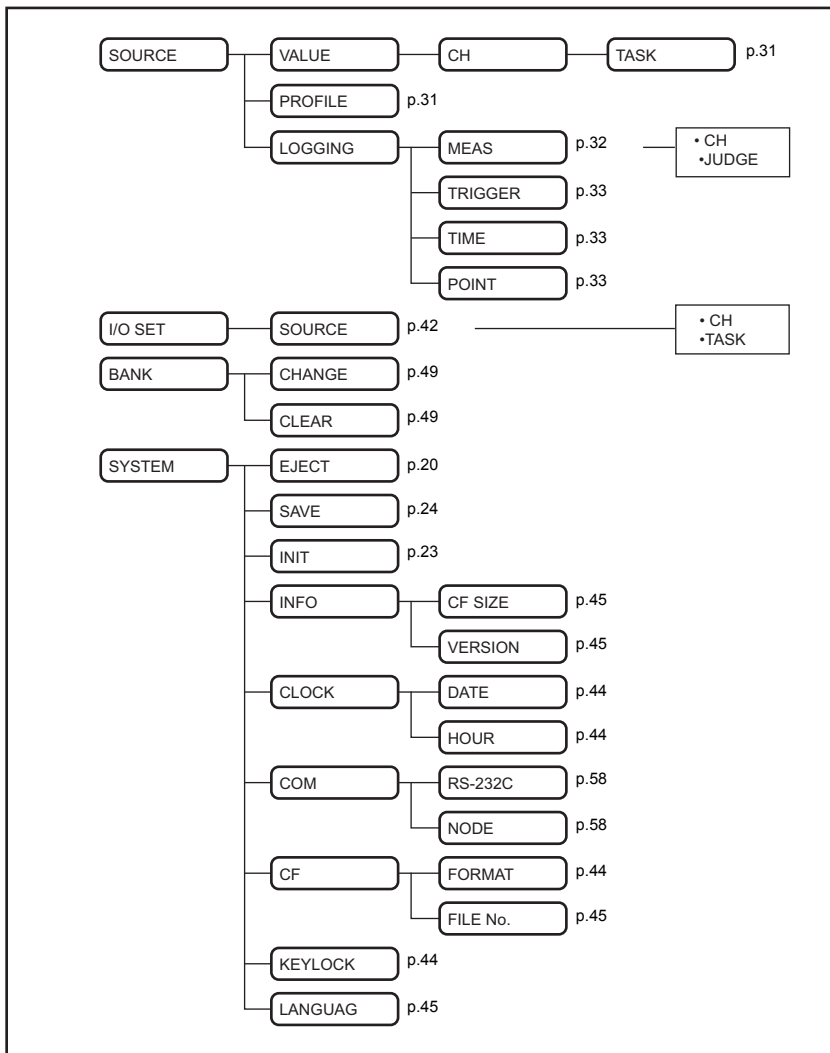 SOURCE VALUE CH TASK p.31
PROFILE p.31
LOGGING MEAS p.32 • CH
•JUDGE
TRIGGER p.33
TIME p.33
POINT p.33
I/O SET SOURCE p.42 • CH
•TASK
BANK CHANGE p.49
CLEAR p.49
SYSTEM EJECT p.20
SAVE p.24
INIT p.23
INFO CF SIZE p.45
VERSION p.45
CLOCK DATE p.44
HOUR p.44
COM RS-232C p.58
NODE p.58
CF FORMAT p.44
FILE No. p.45
KEYLOCK p.44
LANGUAG p.45